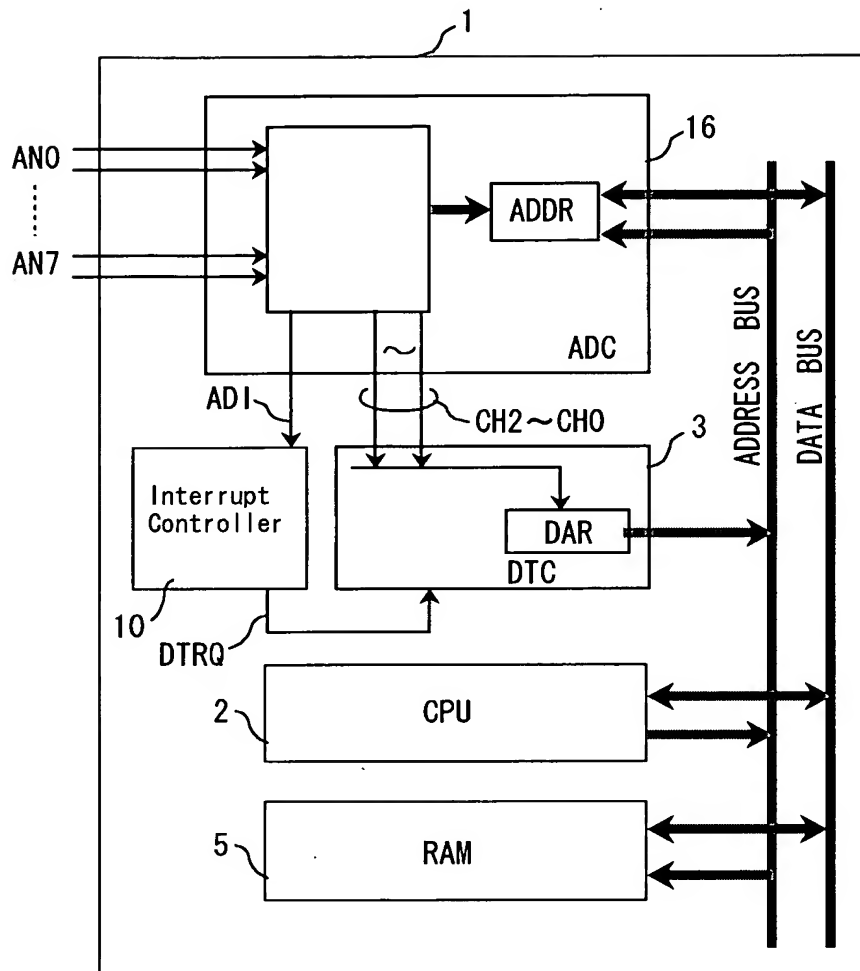 1
AN0
AN7
16
ADDR
ADC
ADI
CH2~CH0
3
ADDRESS BUS
DATA BUS
Interrupt
Controller
DAR
DTC
10
DTRQ
2
CPU
5
RAM